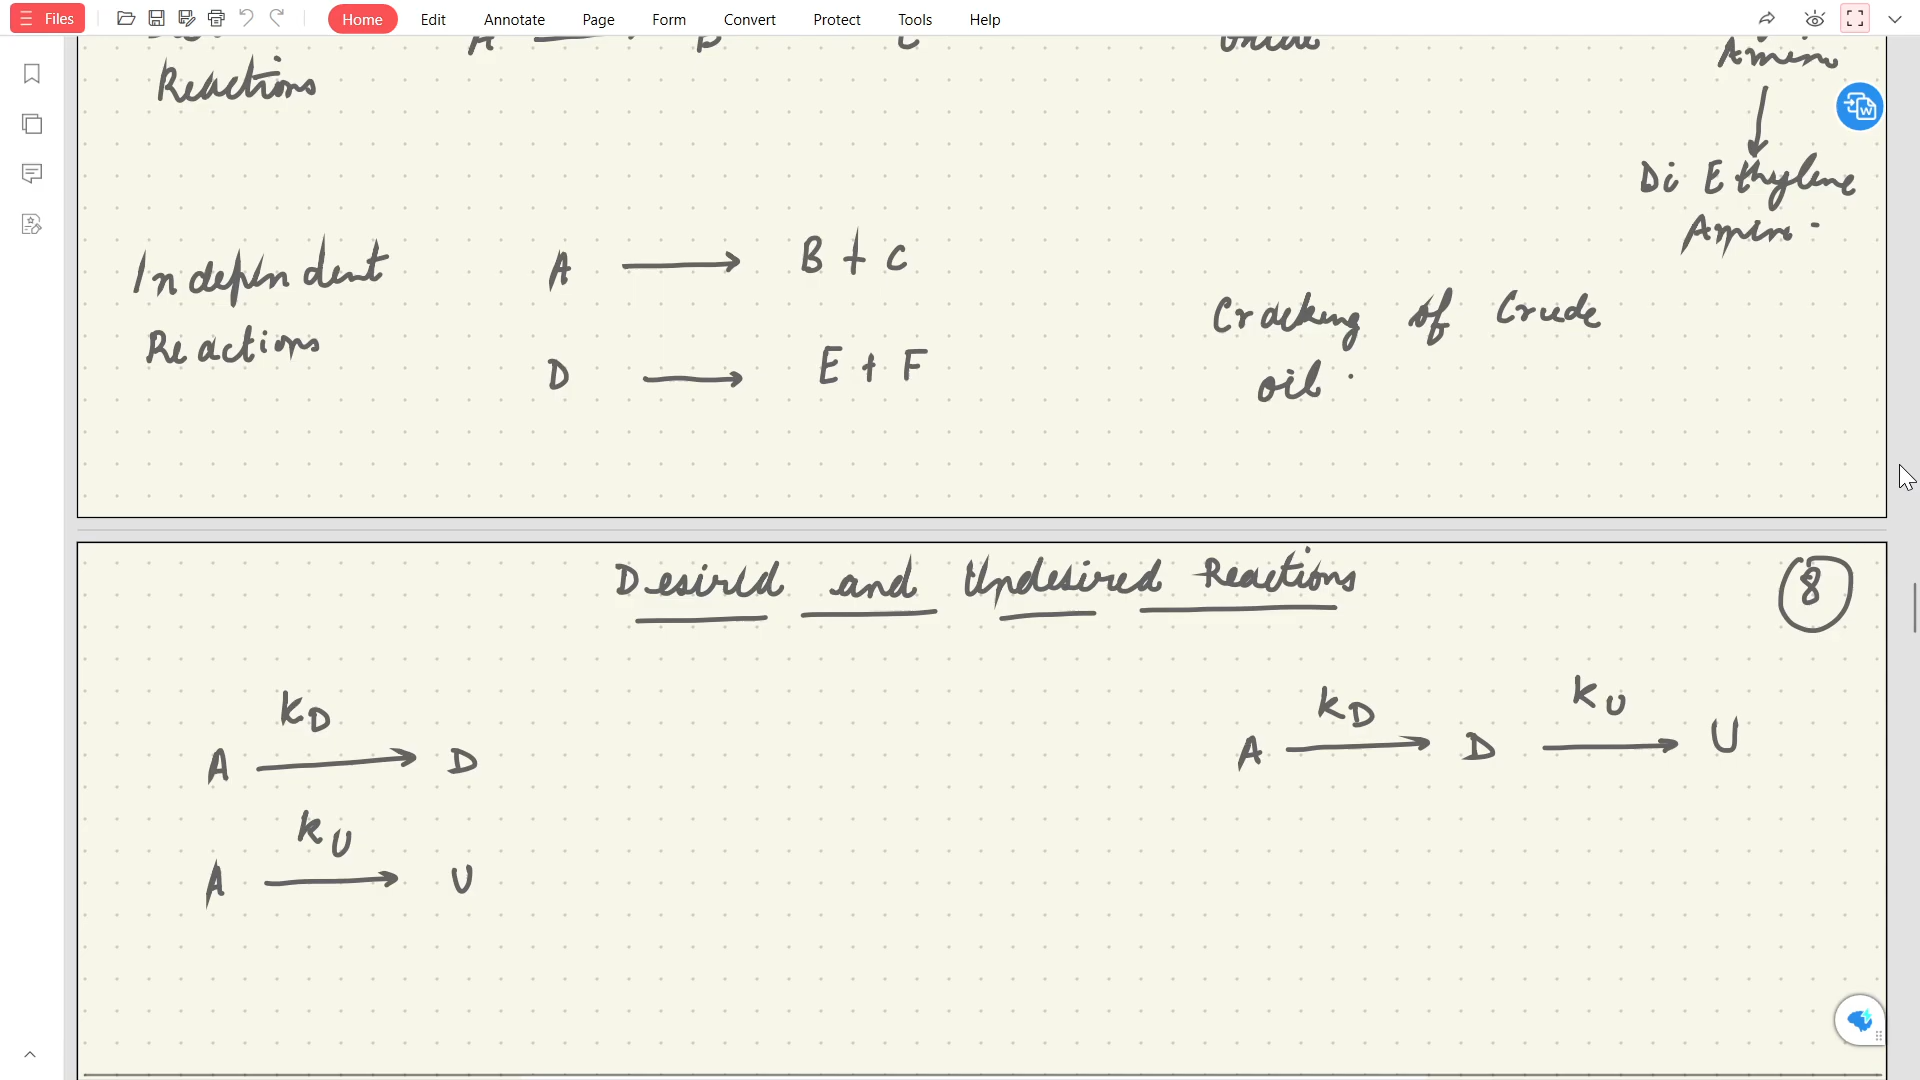 Files Home Edit Annotate Page Form Convert Protect Tools Help
Reactions
Amine
Di Ethylene
Amine.
Independent
Reactions
A → B + C
D → E + F
Cracking of Crude
oil.
Desired and Undesired Reactions
8
kD
A → D
kU
A → U
kD kU
A → D → U